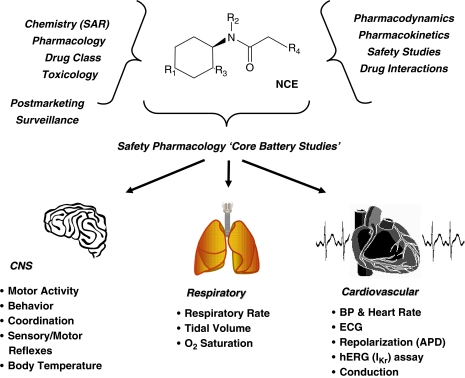 Chemistry (SAR)
Pharmacology
Drug Class
Toxicology
Postmarketing
Surveillance
R2
N
R1
R3
O
R4
NCE
Pharmacodynamics
Pharmacokinetics
Safety Studies
Drug Interactions
Safety Pharmacology ‘Core Battery Studies’
CNS
• Motor Activity
• Behavior
• Coordination
• Sensory/Motor
Reflexes
• Body Temperature
Respiratory
• Respiratory Rate
• Tidal Volume
• O2 Saturation
Cardiovascular
• BP & Heart Rate
• ECG
• Repolarization (APD)
• hERG (IKr) assay
• Conduction